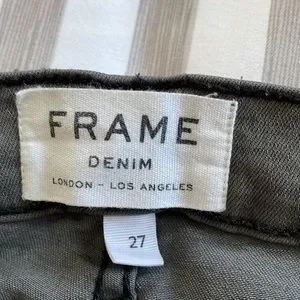 FRAME
DENIM
LONDON - LOS ANGELES
27